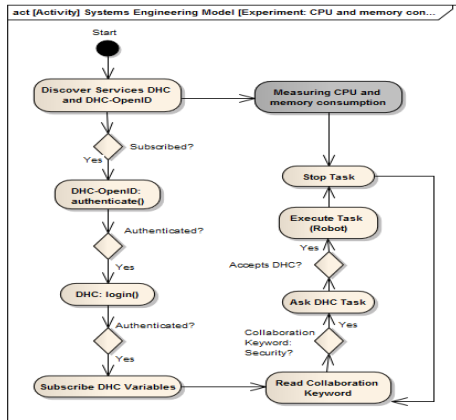 act [Activity] Systems Engineering Model [Experiment: CPU and memory con...
Start
Discover Services DHC
and DHC-OpenID
Measuring CPU and
memory consumption
Subscribed?
Yes
DHC-OpenID:
authenticate()
Stop Task
Execute Task
(Robot)
Authenticated?
Yes
Yes
Accepts DHC?
DHC: login()
Ask DHC Task
Authenticated?
Yes
Collaboration
Keyword:
Security?
Yes
Subscribe DHC Variables
Read Collaboration
Keyword